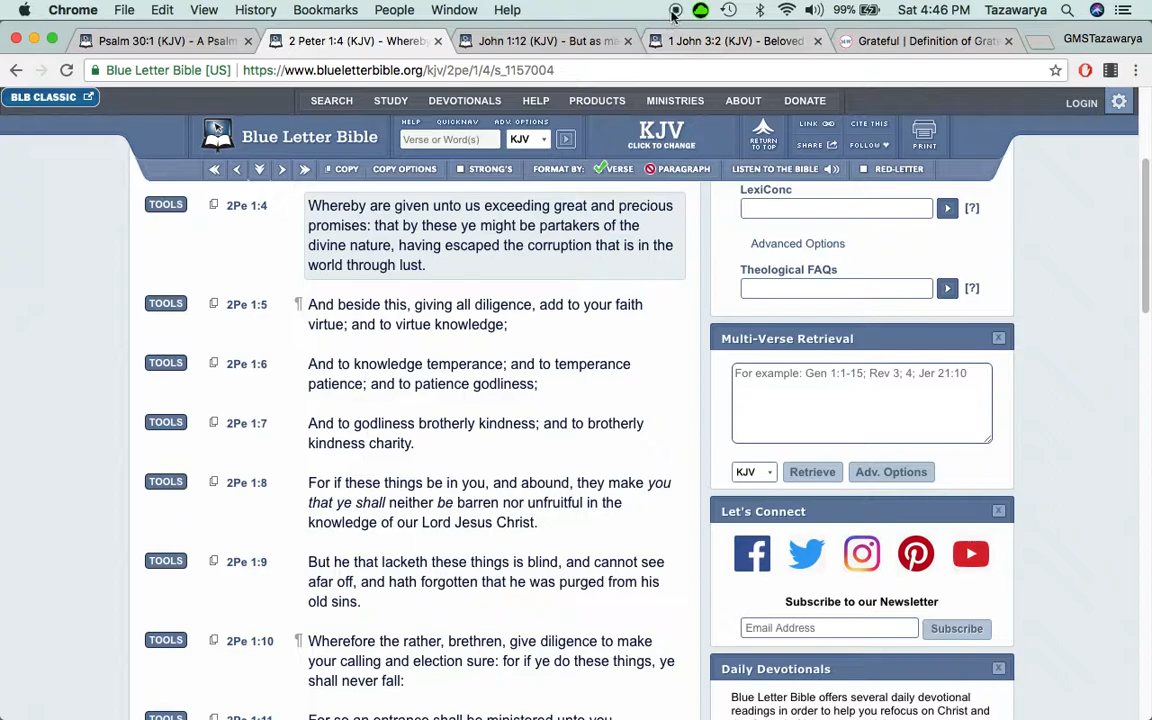 Chrome File Edit View History Bookmarks People Window Help 99% Sat 4:46 PM Tazawarya
Psalm 30:1 (KJV) - A Psalm × 2 Peter 1:4 (KJV) - Whereby × John 1:12 (KJV) - But as ma × 1 John 3:2 (KJV) - Beloved × Grateful | Definition of Grat × GMSTazawarya
Blue Letter Bible [US] https://www.blueletterbible.org/kjv/2pe/1/4/s_1157004
BLB CLASSIC SEARCH STUDY DEVOTIONALS HELP PRODUCTS MINISTRIES ABOUT DONATE LOGIN
HELP QUICKNAV ADV. OPTIONS
Blue Letter Bible Verse or Word(s) KJV KJV CLICK TO CHANGE RETURN TO TOP LINK CITE THIS SHARE FOLLOW PRINT
COPY COPY OPTIONS STRONG'S FORMAT BY: VERSE PARAGRAPH LISTEN TO THE BIBLE RED-LETTER
TOOLS 2Pe 1:4 Whereby are given unto us exceeding great and precious
promises: that by these ye might be partakers of the
divine nature, having escaped the corruption that is in the
world through lust.
TOOLS 2Pe 1:5 ¶ And beside this, giving all diligence, add to your faith
virtue; and to virtue knowledge;
TOOLS 2Pe 1:6 And to knowledge temperance; and to temperance
patience; and to patience godliness;
TOOLS 2Pe 1:7 And to godliness brotherly kindness; and to brotherly
kindness charity.
TOOLS 2Pe 1:8 For if these things be in you, and abound, they make you
that ye shall neither be barren nor unfruitful in the
knowledge of our Lord Jesus Christ.
TOOLS 2Pe 1:9 But he that lacketh these things is blind, and cannot see
afar off, and hath forgotten that he was purged from his
old sins.
TOOLS 2Pe 1:10 ¶ Wherefore the rather, brethren, give diligence to make
your calling and election sure: for if ye do these things, ye
shall never fall:
2Pe 1:11 For so an entrance shall be ministered unto you
LexiConc
[?]
Advanced Options
Theological FAQs
[?]
Multi-Verse Retrieval X
For example: Gen 1:1-15; Rev 3; 4; Jer 21:10
KJV Retrieve Adv. Options
Let's Connect X
Subscribe to our Newsletter
Email Address Subscribe
Daily Devotionals X
Blue Letter Bible offers several daily devotional
readings in order to help you refocus on Christ and